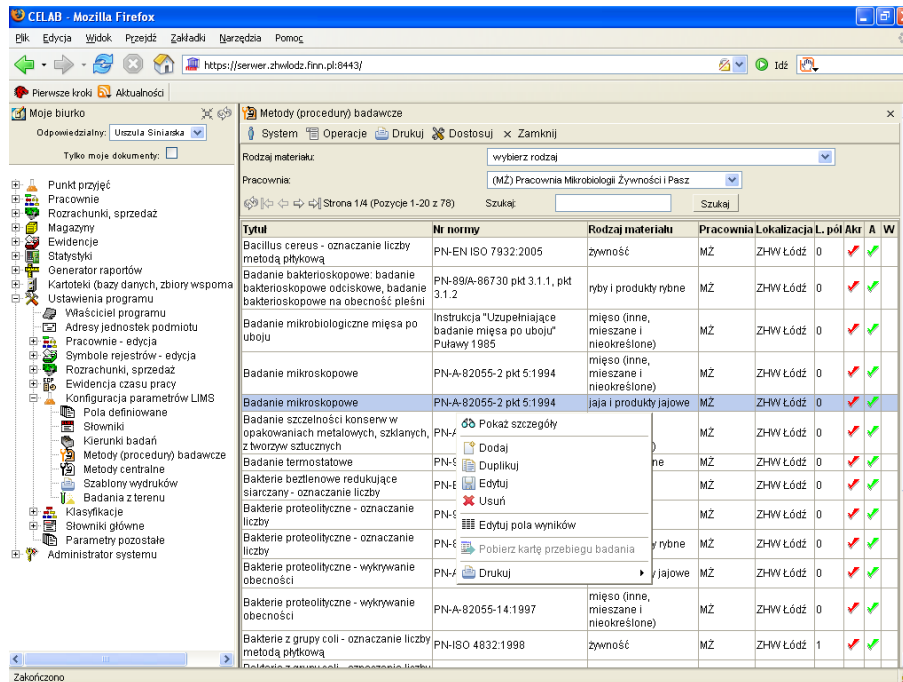 CELAB - Mozilla Firefox
Plik Edycja Widok Przejdź Zakładki Narzędzia Pomoc
https://serwer.zhwlodz.finn.pl:8443/ Idź
Pierwsze kroki Aktualności
Moje biurko
Odpowiedzialny: Urszula Siniarska
Tylko moje dokumenty:
Punkt przyjęć
Pracownie
Rozrachunki, sprzedaż
Magazyny
Ewidencje
Statystyki
Generator raportów
Kartoteki (bazy danych, zbiory wspoma
Ustawienia programu
Właściciel programu
Adresy jednostek podmiotu
Pracownie - edycja
Symbole rejestrów - edycja
Rozrachunki, sprzedaż
Ewidencja czasu pracy
Konfiguracja parametrów LIMS
Pola definiowane
Słowniki
Kierunki badań
Metody (procedury) badawcze
Metody centralne
Szablony wydruków
Badania z terenu
Klasyfikacje
Słowniki główne
Parametry pozostałe
Administrator systemu
Metody (procedury) badawcze x
System Operacje Drukuj Dostosuj x Zamknij
Rodzaj materiału: wybierz rodzaj
Pracownia: (MŻ) Pracownia Mikrobiologii Żywności i Pasz
Strona 1/4 (Pozycje 1-20 z 78) Szukaj: Szukaj
Tytuł Nr normy Rodzaj materiału Pracownia Lokalizacja L. pól Akr A W
Bacillus cereus - oznaczanie liczby
metodą płytkową PN-EN ISO 7932:2005 żywność MŻ ZHW Łódź 0
Badanie bakterioskopowe: badanie
bakterioskopowe odciskowe, badanie
bakterioskopowe na obecność pleśni PN-89/A-86730 pkt 3.1.1, pkt
3.1.2 ryby i produkty rybne MŻ ZHW Łódź 0
Badanie mikrobiologiczne mięsa po
uboju Instrukcja "Uzupełniające
badanie mięsa po uboju"
Puławy 1985 mięso (inne,
mieszane i
nieokreślone) MŻ ZHW Łódź 0
Badanie mikroskopowe PN-A-82055-2 pkt 5:1994 mięso (inne,
mieszane i
nieokreślone) MŻ ZHW Łódź 0
Badanie mikroskopowe PN-A-82055-2 pkt 5:1994 jaja i produkty jajowe MŻ ZHW Łódź 0
Badanie szczelności konserw w
opakowaniach metalowych, szklanych,
z tworzyw sztucznych PN-A ) MŻ ZHW Łódź 0
Badanie termostatowe PN-9 ne MŻ ZHW Łódź 0
Bakterie beztlenowe redukujące
siarczany - oznaczanie liczby PN-E MŻ ZHW Łódź 0
Bakterie proteolityczne - oznaczanie
liczby PN-9 MŻ ZHW Łódź 0
Bakterie proteolityczne - oznaczanie
liczby PN-8 y rybne MŻ ZHW Łódź 0
Bakterie proteolityczne - wykrywanie
obecności PN-A y jajowe MŻ ZHW Łódź 0
Bakterie proteolityczne - wykrywanie
obecności PN-A-82055-14:1997 mięso (inne,
mieszane i
nieokreślone) MŻ ZHW Łódź 0
Bakterie z grupy coli - oznaczanie liczby
metodą płytkową PN-ISO 4832:1998 żywność MŻ ZHW Łódź 1
Pokaż szczegóły
Dodaj
Duplikuj
Edytuj
Usuń
Edytuj pola wyników
Pobierz kartę przebiegu badania
Drukuj
Zakończono